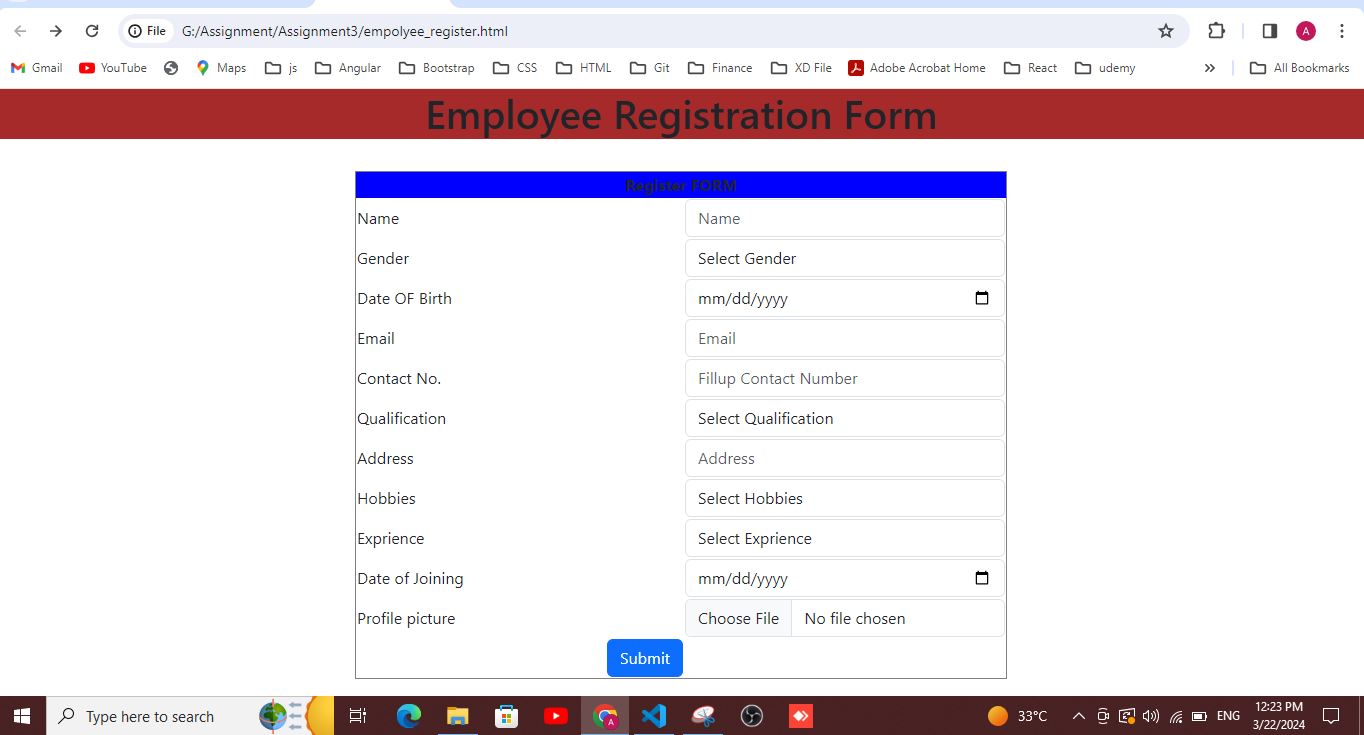 File G:/Assignment/Assignment3/empolyee_register.html A
Gmail YouTube Maps js Angular Bootstrap CSS HTML Git Finance XD File Adobe Acrobat Home React udemy » All Bookmarks
Employee Registration Form
Register FORM
Name Name
Gender Select Gender
Date OF Birth mm/dd/yyyy
Email Email
Contact No. Fillup Contact Number
Qualification Select Qualification
Address Address
Hobbies Select Hobbies
Exprience Select Exprience
Date of Joining mm/dd/yyyy
Profile picture Choose File No file chosen
Submit
Type here to search A 33°C ENG 12:23 PM
3/22/2024